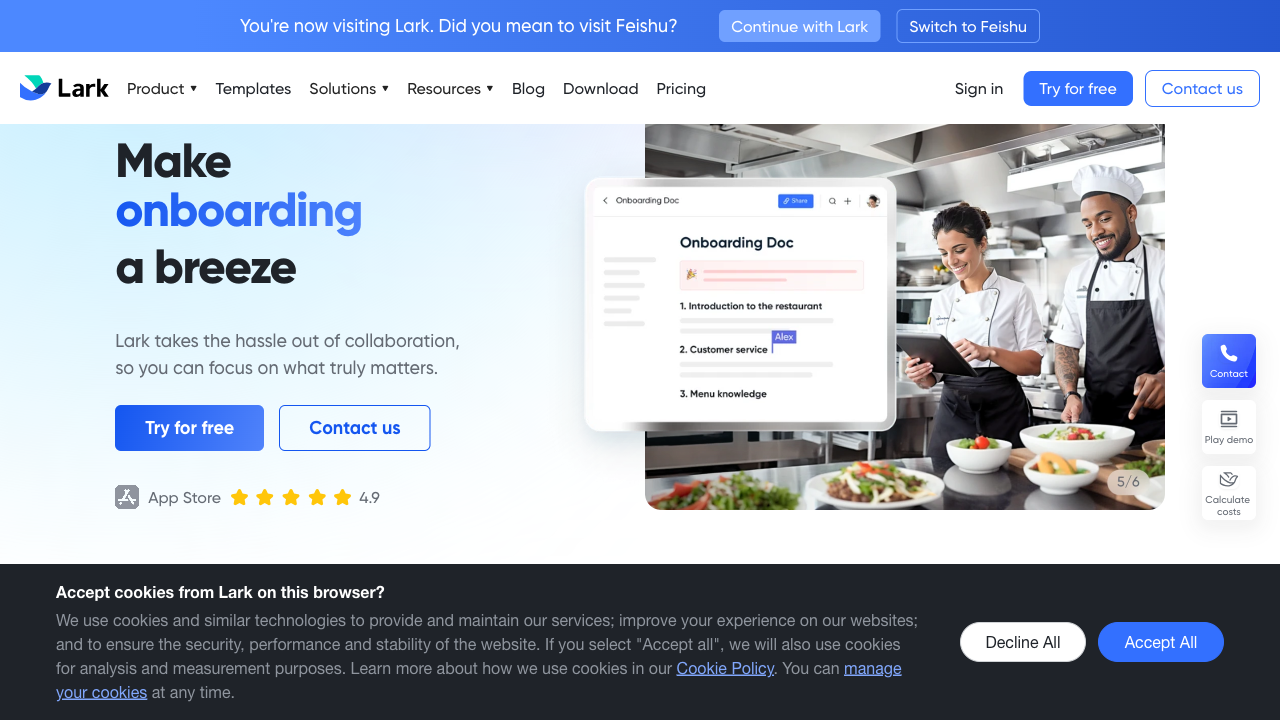 You're now visiting Lark. Did you mean to visit Feishu?
Continue with Lark
Switch to Feishu
Lark
Product
Templates
Solutions
Resources
Blog
Download
Pricing
Sign in
Try for free
Contact us
Make
onboarding
a breeze
Lark takes the hassle out of collaboration,
so you can focus on what truly matters.
Try for free
Contact us
App Store
4.9
Onboarding Doc
Share
Onboarding Doc
1. Introduction to the restaurant
Alex
2. Customer service
3. Menu knowledge
5/6
Contact
Play demo
Calculate
costs
Accept cookies from Lark on this browser?
We use cookies and similar technologies to provide and maintain our services; improve your experience on our websites;
and to ensure the security, performance and stability of the website. If you select "Accept all", we will also use cookies
for analysis and measurement purposes. Learn more about how we use cookies in our Cookie Policy. You can manage
your cookies at any time.
Decline All
Accept All